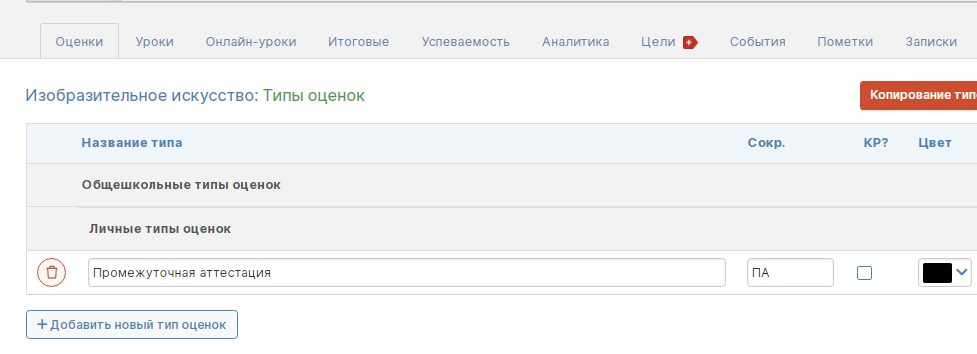 Оценки Уроки Онлайн-уроки Итоговые Успеваемость Аналитика Цели События Пометки Записки
Изобразительное искусство: Типы оценок
Копирование
Название типа Сокр. КР? Цвет
Общешкольные типы оценок
Личные типы оценок
Промежуточная аттестация ПА
+ Добавить новый тип оценок